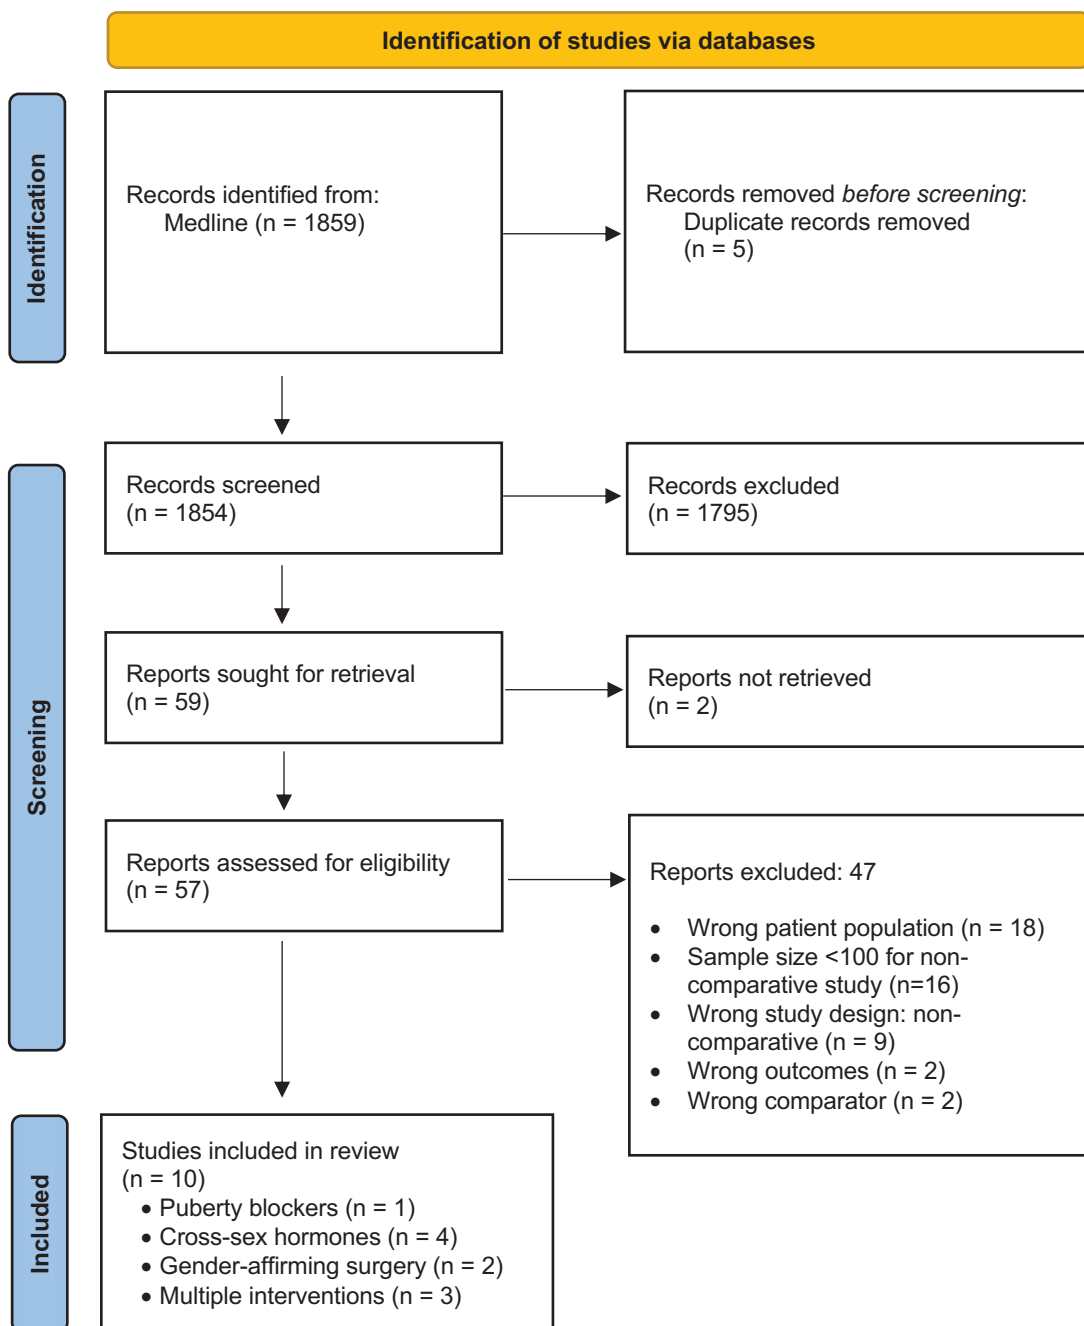 Identification of studies via databases
Identification
Records identified from:
Medline (n = 1859)
Records removed before screening:
Duplicate records removed
(n = 5)
Screening
Records screened
(n = 1854)
Records excluded
(n = 1795)
Reports sought for retrieval
(n = 59)
Reports not retrieved
(n = 2)
Reports assessed for eligibility
(n = 57)
Reports excluded: 47
• Wrong patient population (n = 18)
• Sample size <100 for non-
comparative study (n=16)
• Wrong study design: non-
comparative (n = 9)
• Wrong outcomes (n = 2)
• Wrong comparator (n = 2)
Included
Studies included in review
(n = 10)
• Puberty blockers (n = 1)
• Cross-sex hormones (n = 4)
• Gender-affirming surgery (n = 2)
• Multiple interventions (n = 3)